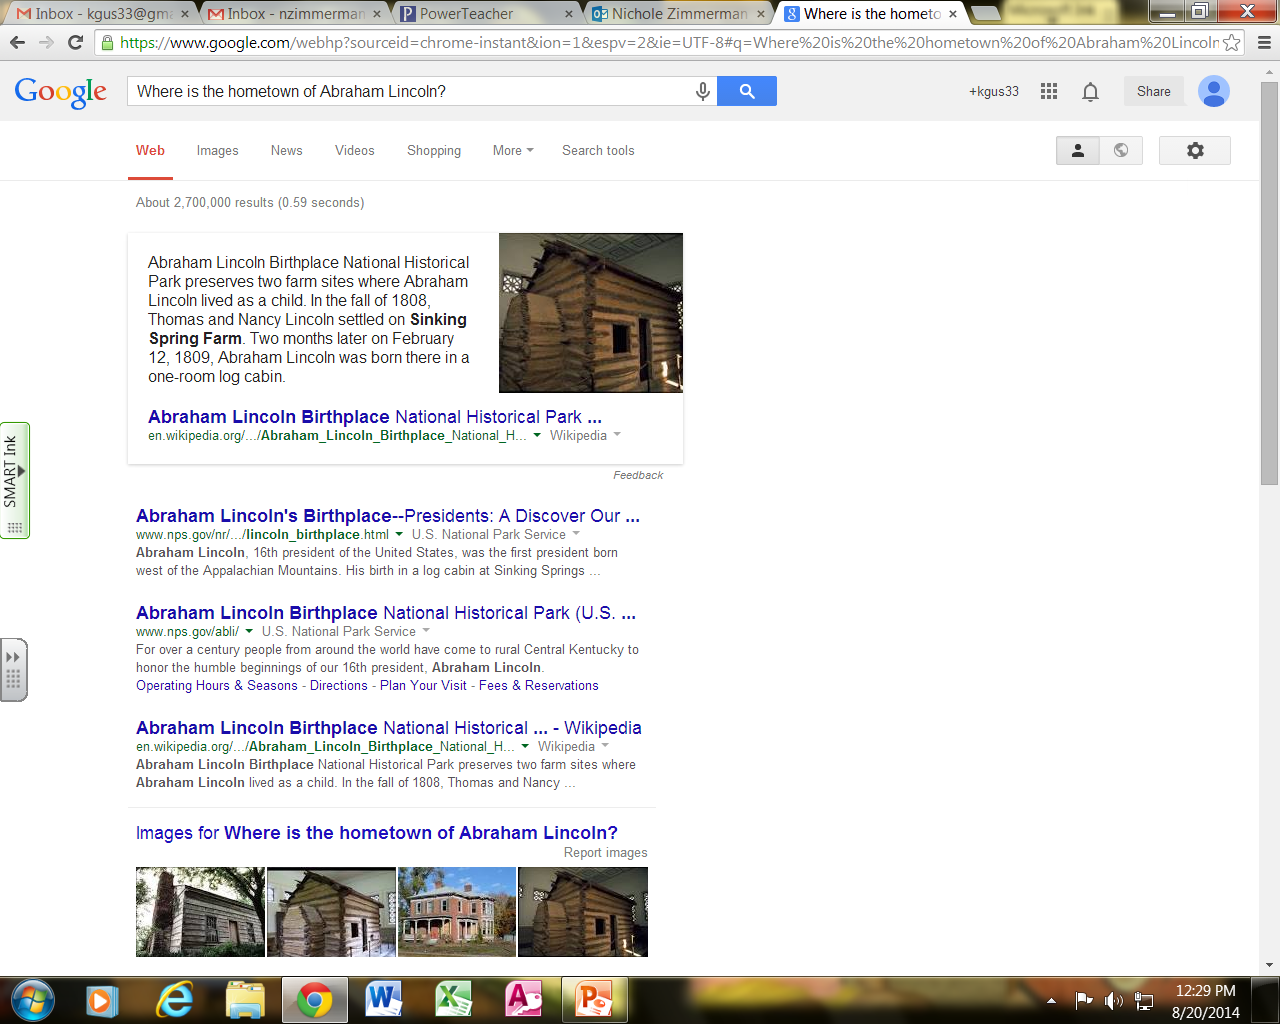 Inbox - kgus33@gma
Inbox - nzimmerman
PowerTeacher
Nichole Zimmerman
Where is the hometo
https://www.google.com/webhp?sourceid=chrome-instant&ion=1&espv=2&ie=UTF-8#q=Where%20is%20the%20hometown%20of%20Abraham%20Lincoln
Google
Where is the hometown of Abraham Lincoln?
+kgus33
Share
Web Images News Videos Shopping More Search tools
About 2,700,000 results (0.59 seconds)
Abraham Lincoln Birthplace National Historical
Park preserves two farm sites where Abraham
Lincoln lived as a child. In the fall of 1808,
Thomas and Nancy Lincoln settled on Sinking
Spring Farm. Two months later on February
12, 1809, Abraham Lincoln was born there in a
one-room log cabin.
Abraham Lincoln Birthplace National Historical Park ...
en.wikipedia.org/.../Abraham_Lincoln_Birthplace_National_H... Wikipedia
Feedback
SMART Ink
Abraham Lincoln's Birthplace--Presidents: A Discover Our ...
www.nps.gov/nr/.../lincoln_birthplace.html U.S. National Park Service
Abraham Lincoln, 16th president of the United States, was the first president born
west of the Appalachian Mountains. His birth in a log cabin at Sinking Springs ...
Abraham Lincoln Birthplace National Historical Park (U.S. ...
www.nps.gov/abli/ U.S. National Park Service
For over a century people from around the world have come to rural Central Kentucky to
honor the humble beginnings of our 16th president, Abraham Lincoln.
Operating Hours & Seasons - Directions - Plan Your Visit - Fees & Reservations
Abraham Lincoln Birthplace National Historical ... - Wikipedia
en.wikipedia.org/.../Abraham_Lincoln_Birthplace_National_H... Wikipedia
Abraham Lincoln Birthplace National Historical Park preserves two farm sites where
Abraham Lincoln lived as a child. In the fall of 1808, Thomas and Nancy ...
Images for Where is the hometown of Abraham Lincoln?
Report images
12:29 PM
8/20/2014